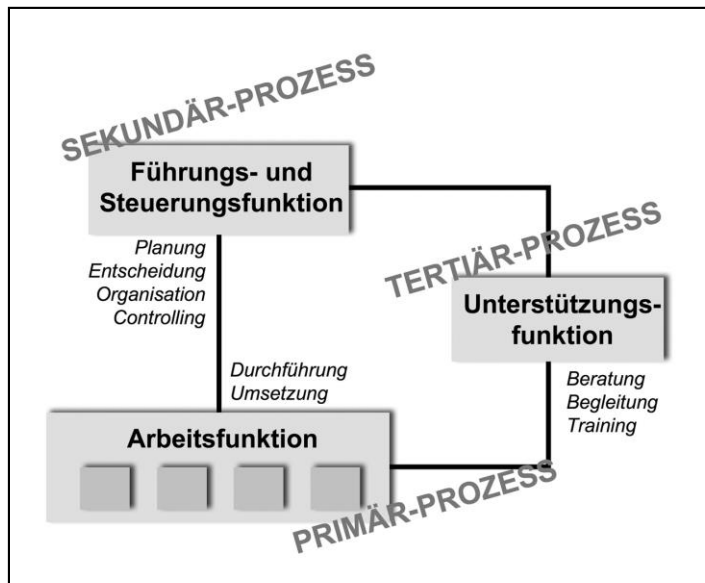 SEKUNDÄR-PROZESS
Führungs- und
Steuerungsfunktion
Planung
Entscheidung
Organisation
Controlling
TERTIÄR-PROZESS
Unterstützungs-
funktion
Beratung
Begleitung
Training
Durchführung
Umsetzung
Arbeitsfunktion
PRIMÄR-PROZESS